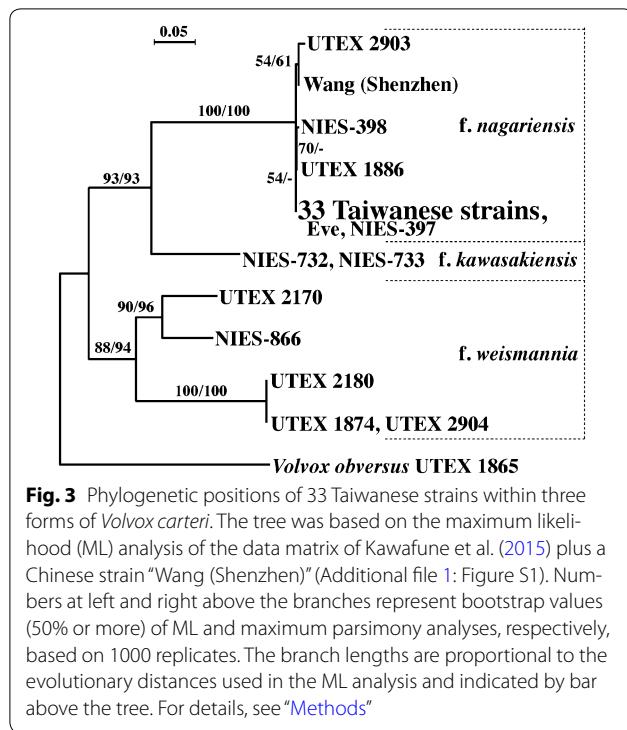 0.05
UTEX 2903
54/61
Wang (Shenzhen)
100/100
NIES-398
f. nagariensis
70/-
UTEX 1886
93/93
54/-
33 Taiwanese strains,
Eve, NIES-397
NIES-732, NIES-733 f. kawasakiensis
UTEX 2170
90/96
NIES-866
88/94
f. weismannia
UTEX 2180
100/100
UTEX 1874, UTEX 2904
Volvox obversus UTEX 1865
Fig. 3 Phylogenetic positions of 33 Taiwanese strains within three
forms of Volvox carteri. The tree was based on the maximum likeli-
hood (ML) analysis of the data matrix of Kawafune et al. (2015) plus a
Chinese strain “Wang (Shenzhen)” (Additional file 1: Figure S1). Num-
bers at left and right above the branches represent bootstrap values
(50% or more) of ML and maximum parsimony analyses, respectively,
based on 1000 replicates. The branch lengths are proportional to the
evolutionary distances used in the ML analysis and indicated by bar
above the tree. For details, see “Methods”